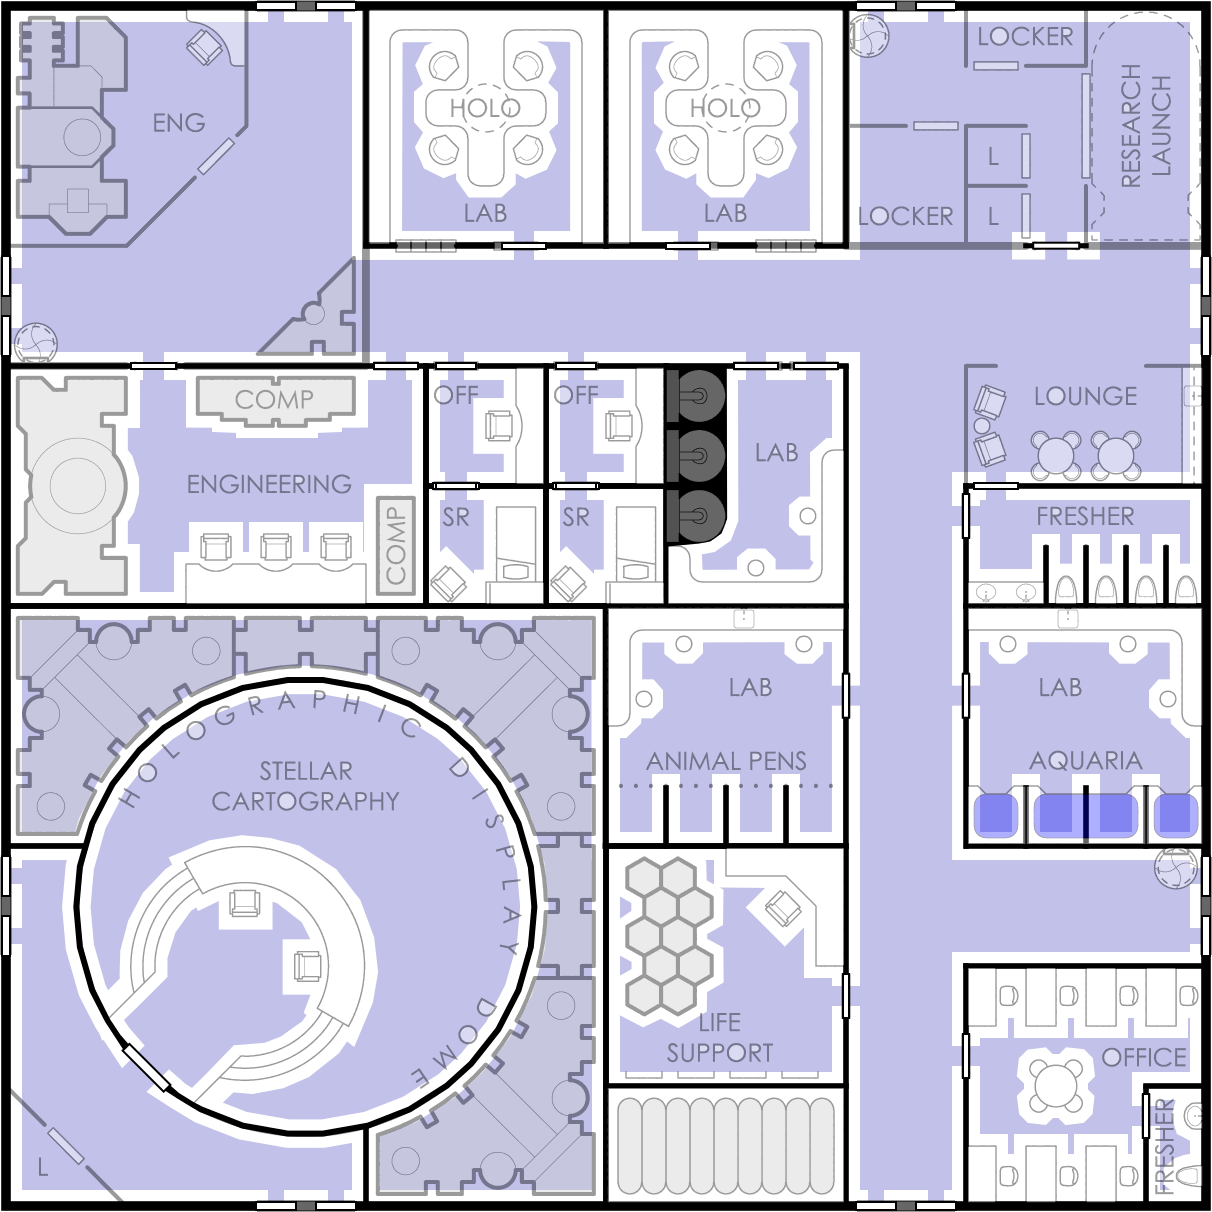 LOCKER
ENG
HOLO
HOLO
RESEARCH
LAUNCH
L
LAB
LAB
LOCKER
L
COMP
OFF
OFF
LOUNGE
LAB
ENGINEERING
COMP
SR
SR
FRESHER
HOLOGRAPHIC DISPLAY DOME
LAB
LAB
STELLAR
CARTOGRAPHY
ANIMAL PENS
AQUARIA
LIFE
SUPPORT
OFFICE
FRESHER
L